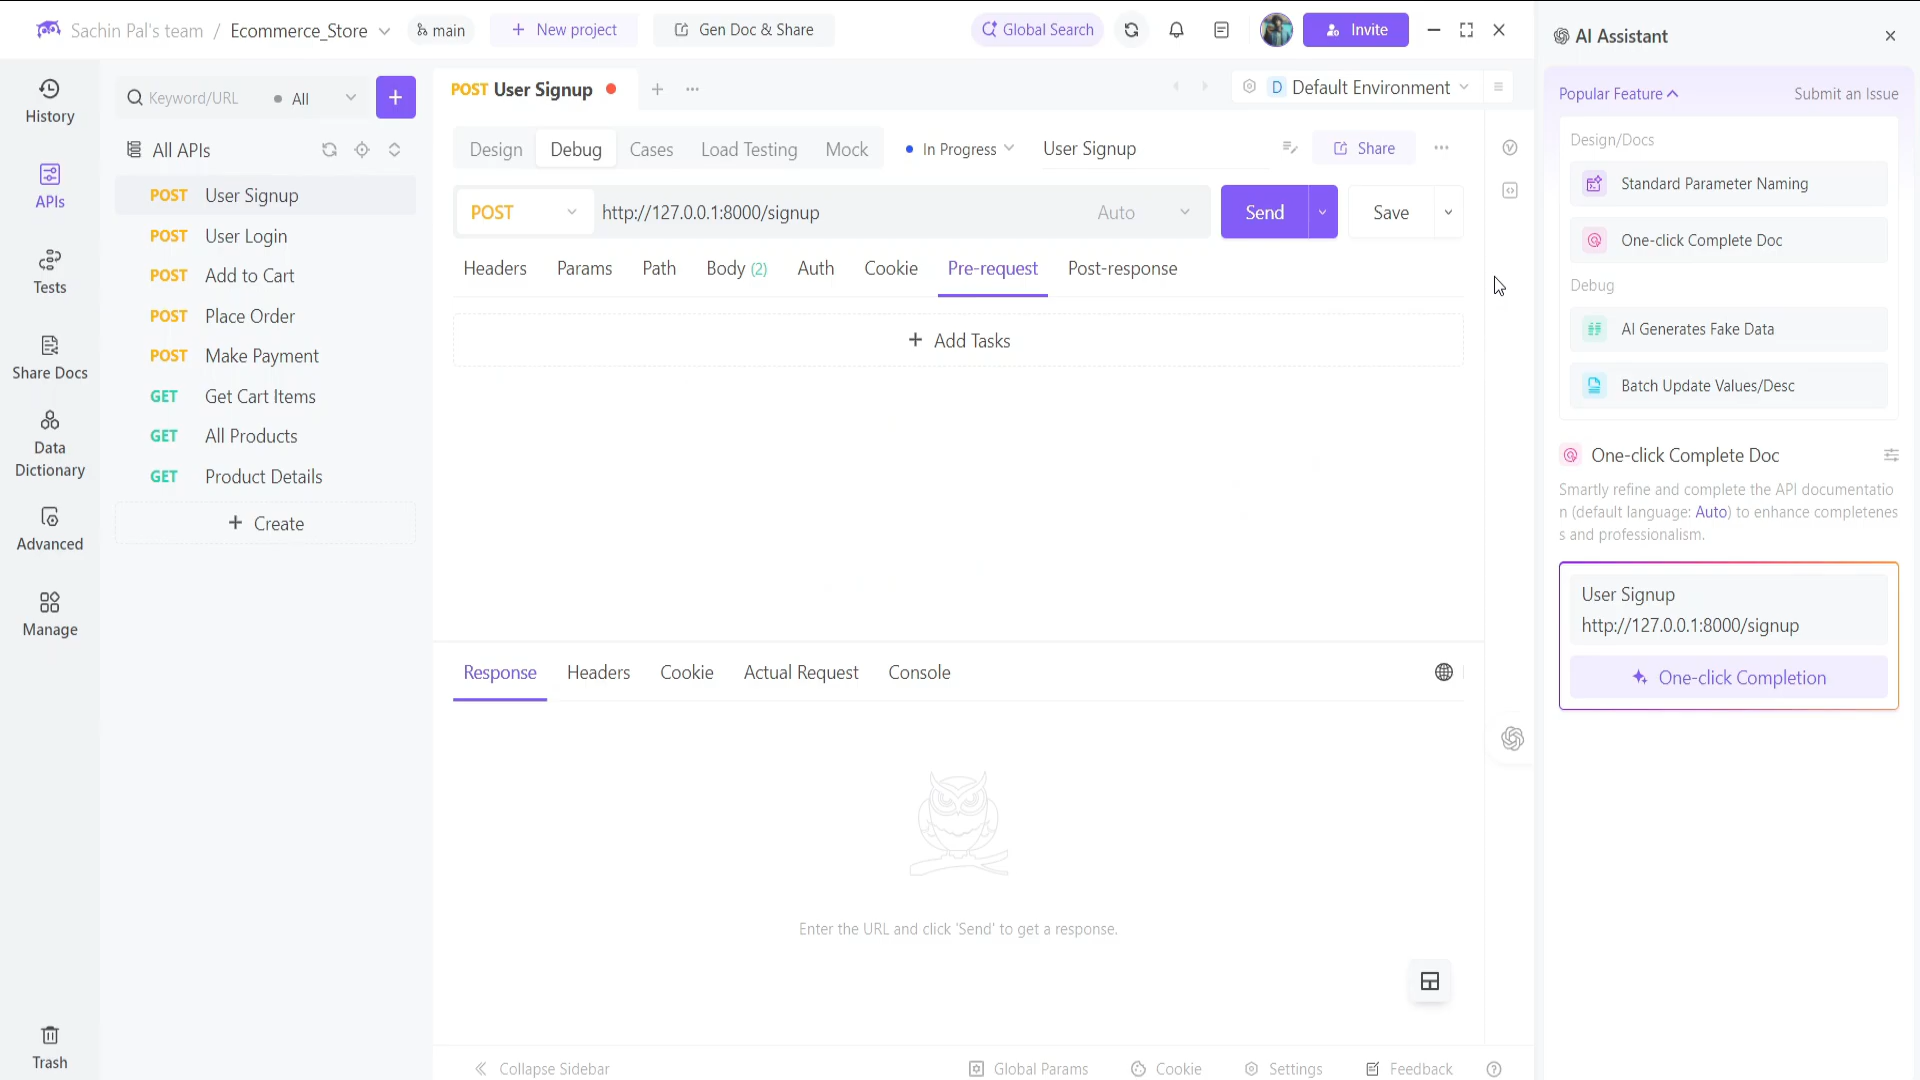 Sachin Pal's team / Ecommerce_Store main + New project Gen Doc & Share Global Search Invite
History
APIs
Tests
Share Docs
Data
Dictionary
Advanced
Manage
Trash
Keyword/URL All +
All APIs
POST User Signup
POST User Login
POST Add to Cart
POST Place Order
POST Make Payment
GET Get Cart Items
GET All Products
GET Product Details
+ Create
POST User Signup + ...
D Default Environment
Design Debug Cases Load Testing Mock In Progress User Signup Share ...
POST http://127.0.0.1:8000/signup Auto Send Save
Headers Params Path Body (2) Auth Cookie Pre-request Post-response
+ Add Tasks
Response Headers Cookie Actual Request Console
Enter the URL and click 'Send' to get a response.
Collapse Sidebar Global Params Cookie Settings Feedback ?
AI Assistant
Popular Feature Submit an Issue
Design/Docs
Standard Parameter Naming
One-click Complete Doc
Debug
AI Generates Fake Data
Batch Update Values/Desc
One-click Complete Doc
Smartly refine and complete the API documentatio
n (default language: Auto) to enhance completenes
s and professionalism.
User Signup
http://127.0.0.1:8000/signup
One-click Completion